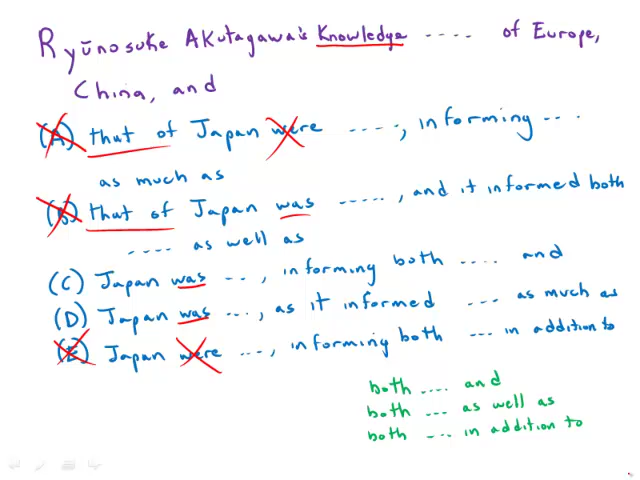 Ryūnosuke Akutagawa's Knowledge .... of Europe,
China, and
(A) that of Japan were ...., informing ....
as much as
(B) that of Japan was ....., and it informed both
.... as well as
(C) Japan was ..., informing both .... and
(D) Japan was ..., as it informed ... as much as
(E) Japan were ..., informing both ... in addition to
both .... and
both ... as well as
both ... in addition to